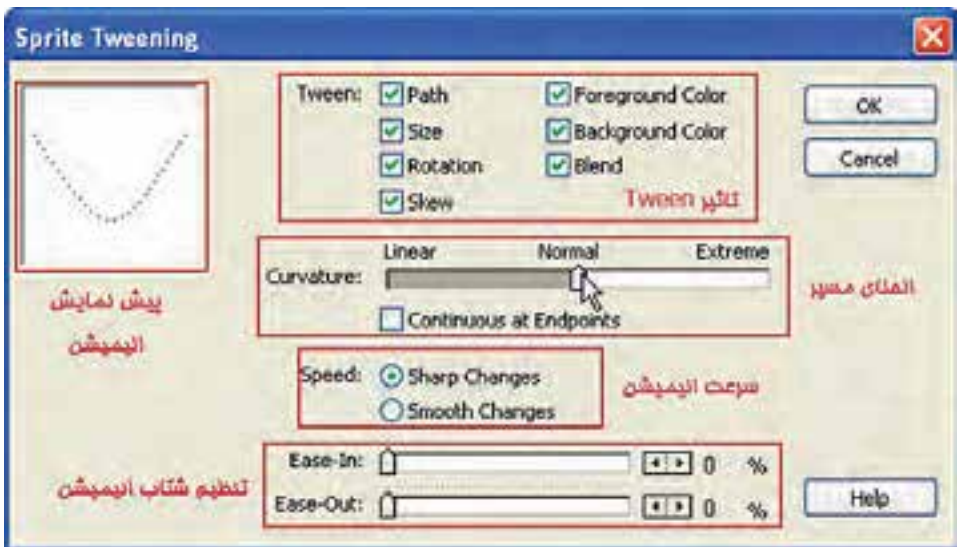 Sprite Tweening
Tween: Path Foreground Color OK
Size Background Color
Rotation Blend Cancel
Skew تاثیر Tween
Linear Normal Extreme
Curvature: انحنای مسیر
Continuous at Endpoints
پیش نمایش
انیمیشن
Speed: Sharp Changes
Smooth Changes
سرعت انیمیشن
Ease-In: 0 %
Ease-Out: 0 %
تنظیم شتاب انیمیشن
Help